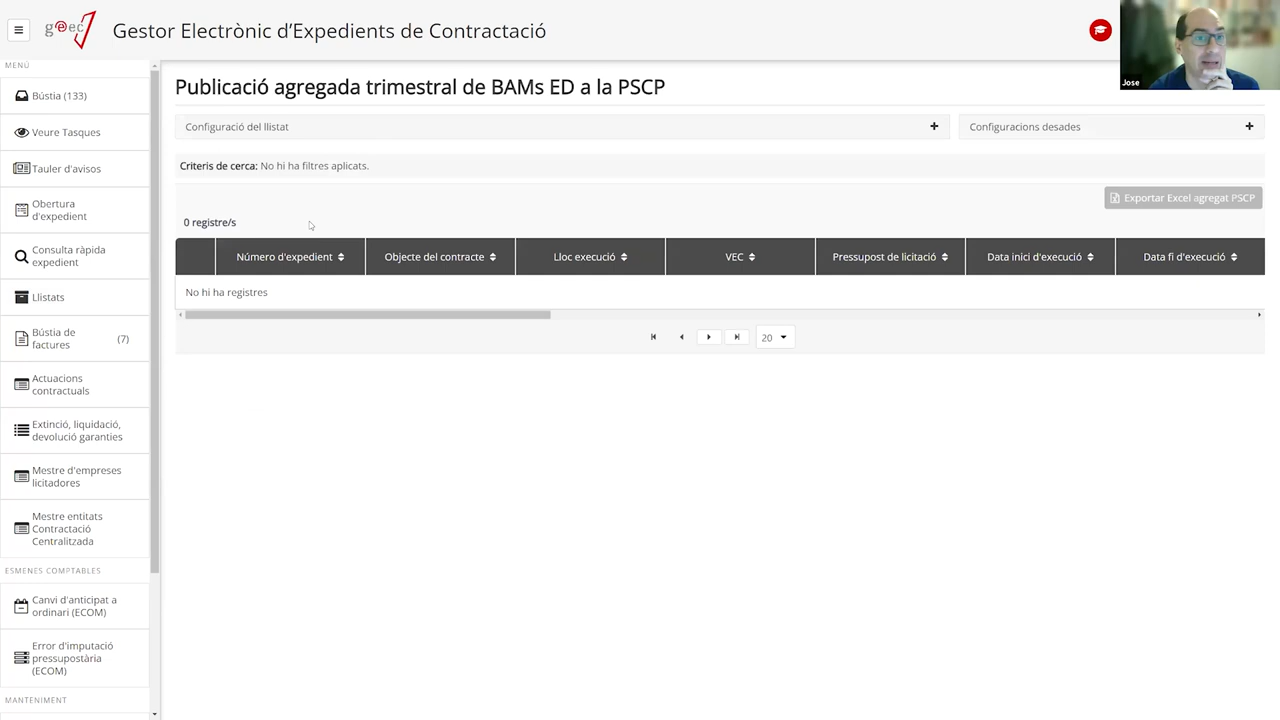 geec
Gestor Electrònic d'Expedients de Contractació
Jose
MENÚ
Bústia (133)
Veure Tasques
Tauler d'avisos
Obertura
d'expedient
Consulta ràpida
expedient
Llistats
Bústia de
factures
(7)
Actuacions
contractuals
Extinció, liquidació,
devolució garanties
Mestre d'empreses
licitadores
Mestre entitats
Contractació
Centralitzada
ESMENES COMPTABLES
Canvi d'anticipat a
ordinari (ECOM)
Error d'imputació
pressupostària
(ECOM)
MANTENIMENT
Publicació agregada trimestral de BAMs ED a la PSCP
Configuració del llistat
Configuracions desades
Criteris de cerca: No hi ha filtres aplicats.
Exportar Excel agregat PSCP
0 registre/s
Número d'expedient Objecte del contracte Lloc execució VEC Pressupost de licitació Data inici d'execució Data fi d'execució
No hi ha registres
20